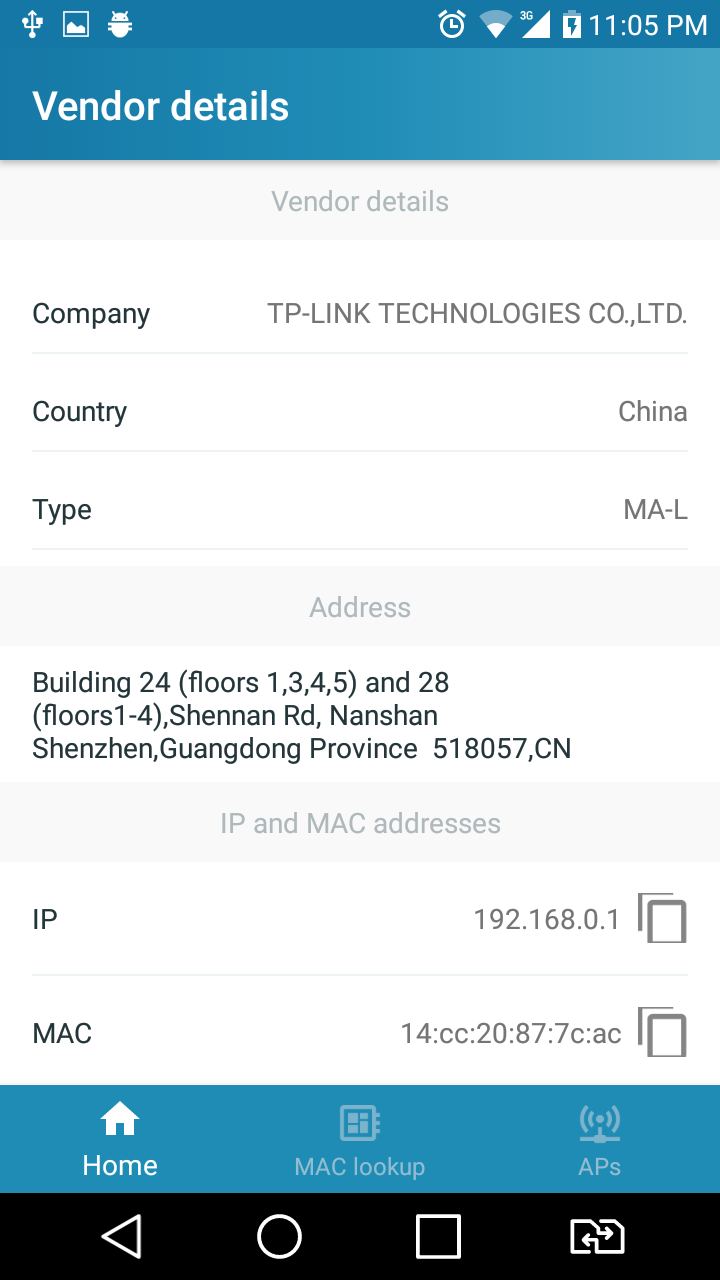 3G 11:05 PM
Vendor details
Vendor details
Company TP-LINK TECHNOLOGIES CO.,LTD.
Country China
Type MA-L
Address
Building 24 (floors 1,3,4,5) and 28
(floors1-4),Shennan Rd, Nanshan
Shenzhen,Guangdong Province  518057,CN
IP and MAC addresses
IP 192.168.0.1
MAC 14:cc:20:87:7c:ac
Home MAC lookup APs